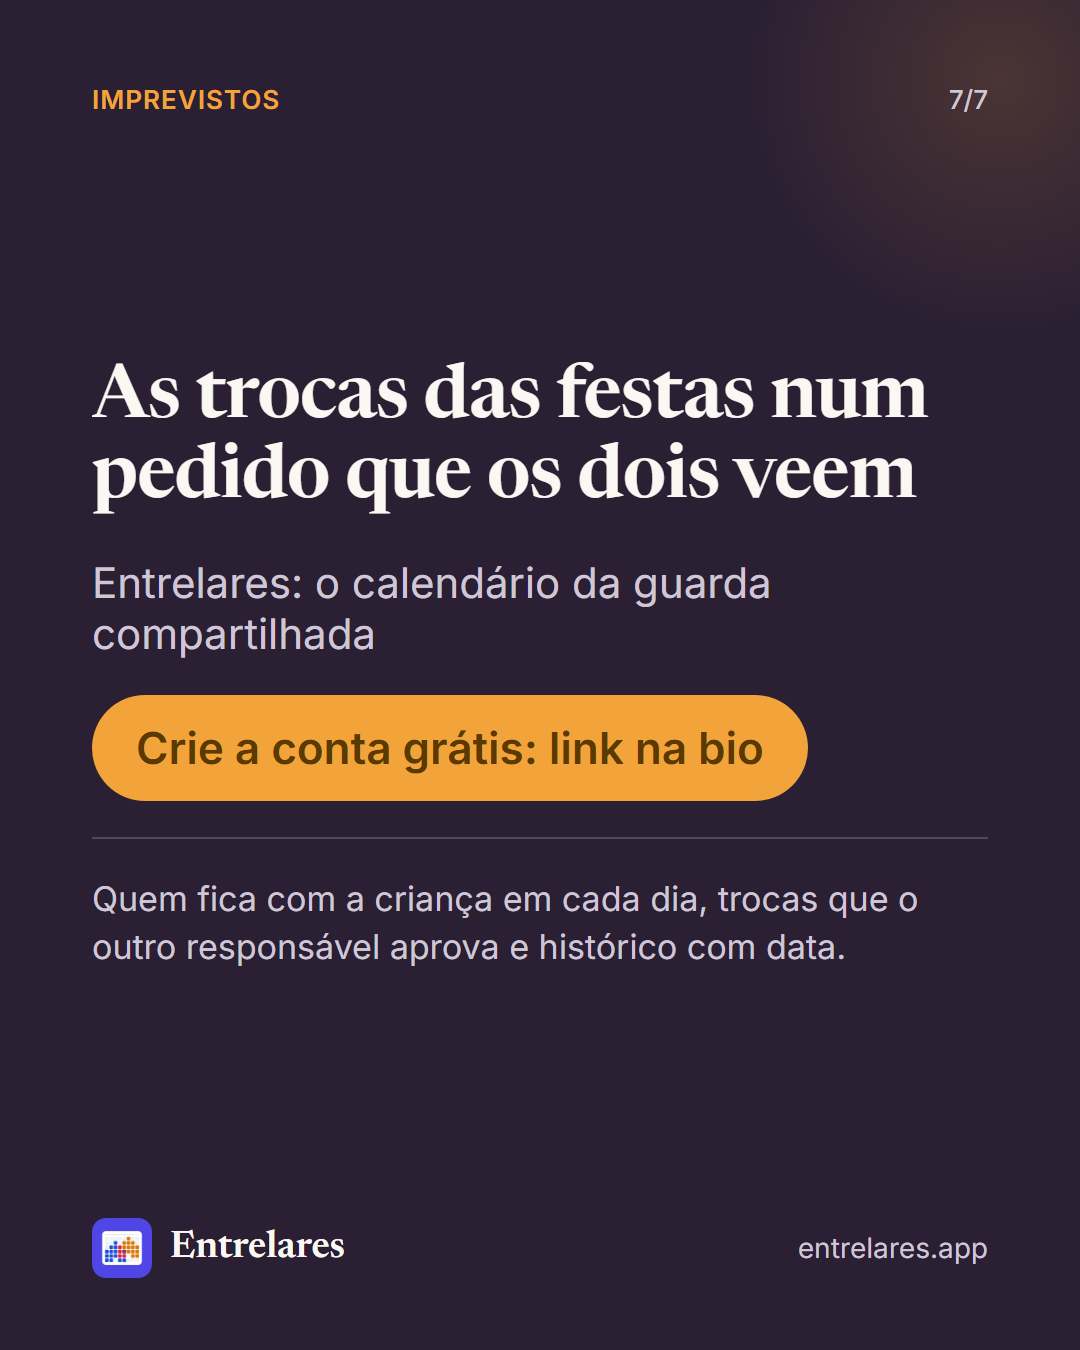 IMPREVISTOS
7/7
As trocas das festas num
pedido que os dois veem
Entrelares: o calendário da guarda
compartilhada
Crie a conta grátis: link na bio
Quem fica com a criança em cada dia, trocas que o
outro responsável aprova e histórico com data.
Entrelares
entrelares.app